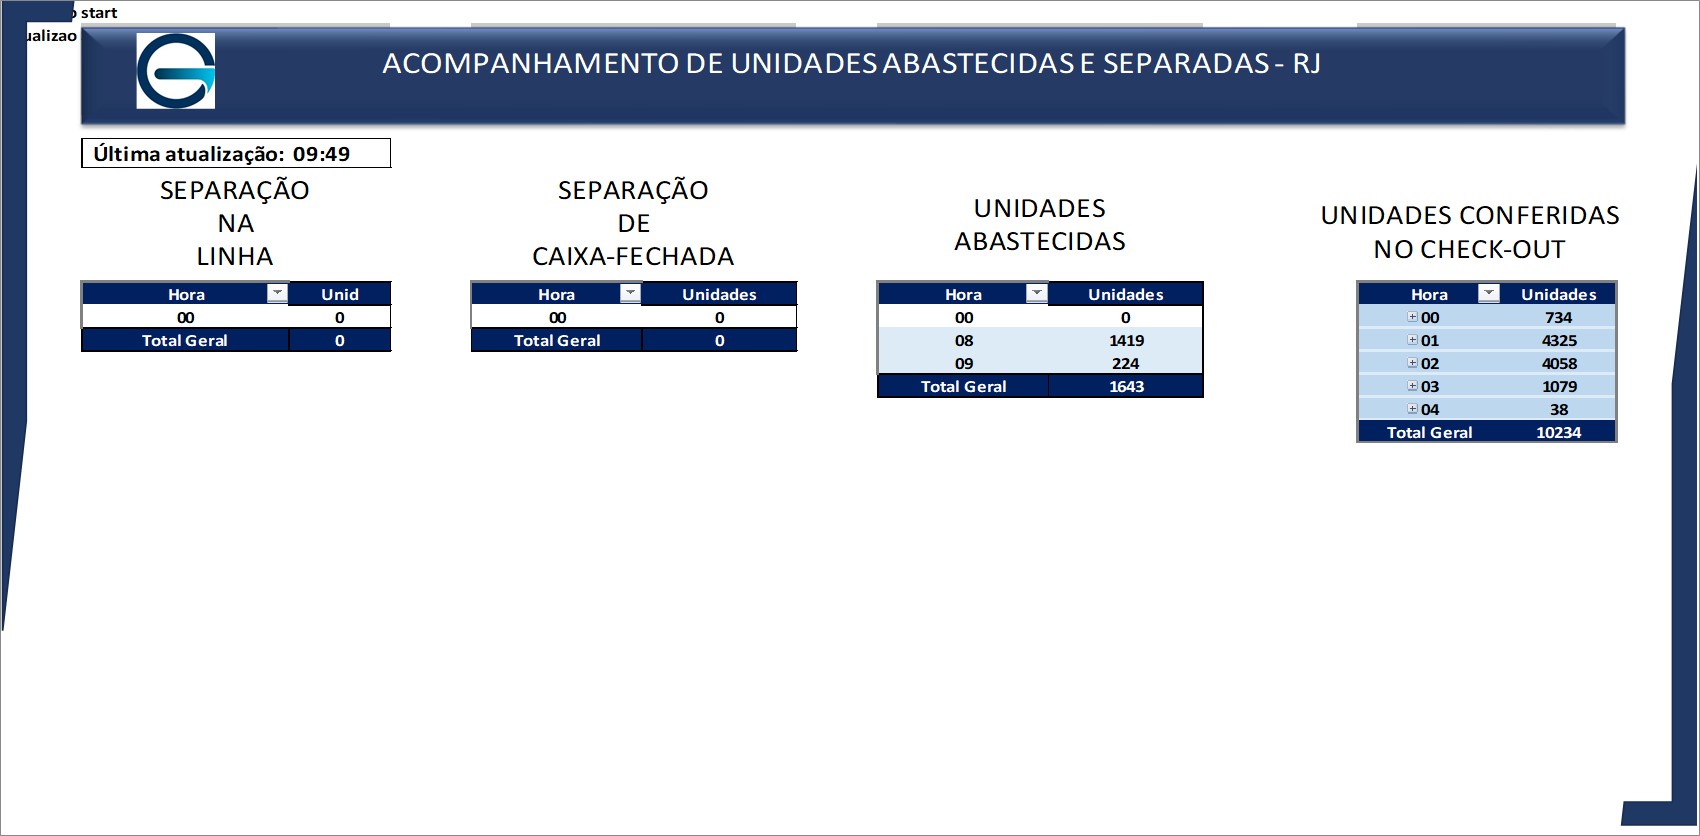 start
ACOMPANHAMENTO DE UNIDADES ABASTECIDAS E SEPARADAS - RJ
Última atualização: 09:49
SEPARAÇÃO
NA
LINHA
Hora Unid
00 0
Total Geral 0
SEPARAÇÃO
DE
CAIXA-FECHADA
Hora Unidades
00 0
Total Geral 0
UNIDADES
ABASTECIDAS
Hora Unidades
00 0
08 1419
09 224
Total Geral 1643
UNIDADES CONFERIDAS
NO CHECK-OUT
Hora Unidades
00 734
01 4325
02 4058
03 1079
04 38
Total Geral 10234